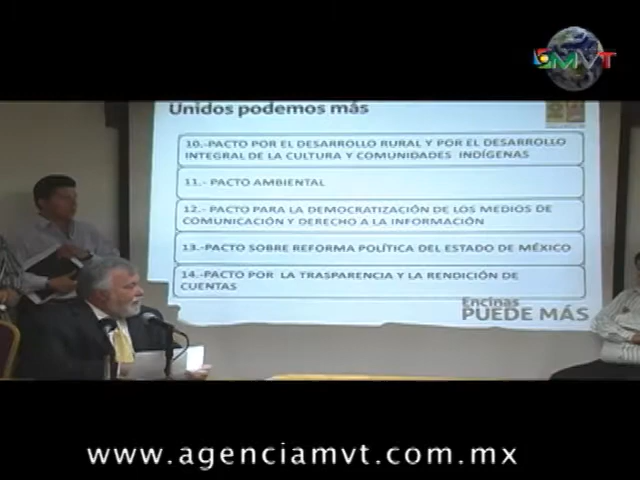 MVT
Unidos podemos más
10.-PACTO POR EL DESARROLLO RURAL Y POR EL DESARROLLO
INTEGRAL DE LA CULTURA Y COMUNIDADES INDÍGENAS
11.- PACTO AMBIENTAL
12.- PACTO PARA LA DEMOCRATIZACIÓN DE LOS MEDIOS DE
COMUNICACIÓN Y DERECHO A LA INFORMACIÓN
13.-PACTO SOBRE REFORMA POLÍTICA DEL ESTADO DE MÉXICO
14.-PACTO POR LA TRASPARENCIA Y LA RENDICIÓN DE
CUENTAS
Encinas
PUEDE MÁS
www.agenciamvt.com.mx